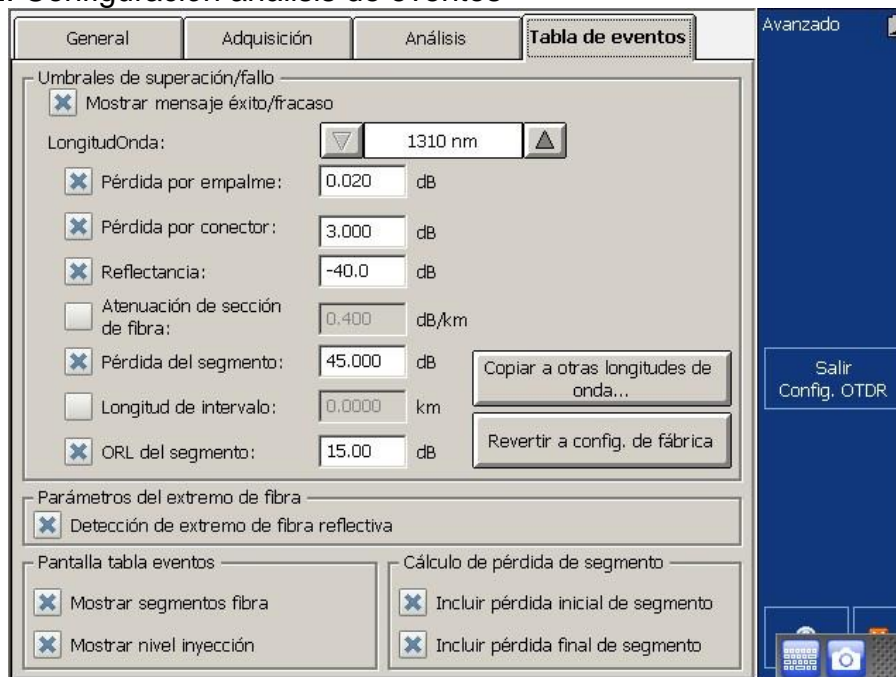 Configuración análisis de eventos
General
Adquisición
Análisis
Tabla de eventos
Avanzado
Umbrales de superación/fallo
Mostrar mensaje éxito/fracaso
LongitudOnda:
1310 nm
Pérdida por empalme:
0.020
dB
Pérdida por conector:
3.000
dB
Reflectancia:
-40.0
dB
Atenuación de sección
de fibra:
0.400
dB/km
Pérdida del segmento:
45.000
dB
Copiar a otras longitudes de
onda...
Salir
Config. OTDR
Longitud de intervalo:
0.0000
km
ORL del segmento:
15.00
dB
Revertir a config. de fábrica
Parámetros del extremo de fibra
Detección de extremo de fibra reflectiva
Pantalla tabla eventos
Mostrar segmentos fibra
Mostrar nivel inyección
Cálculo de pérdida de segmento
Incluir pérdida inicial de segmento
Incluir pérdida final de segmento